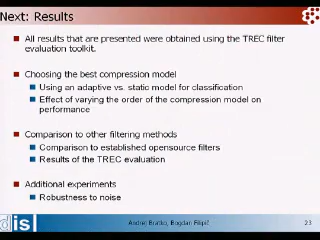 Next: Results
All results that are presented were obtained using the TREC filter
evaluation toolkit.
Choosing the best compression model
Using an adaptive vs. static model for classification
Effect of varying the order of the compression model on
performance
Comparison to other filtering methods
Comparison to established opensource filters
Results of the TREC evaluation
Additional experiments
Robustness to noise
dis
Andrej Bratko, Bogdan Filipič
23